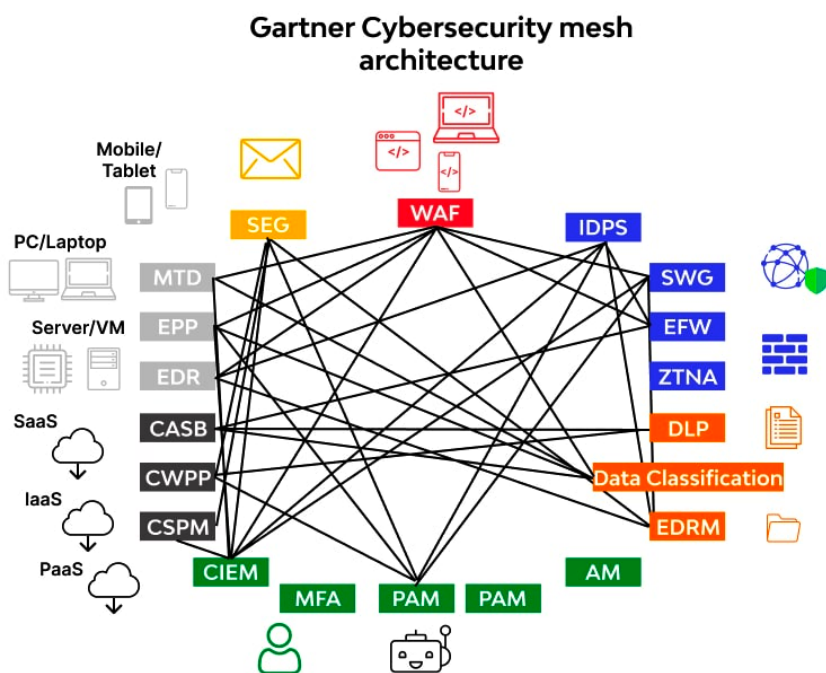 Gartner Cybersecurity mesh
architecture
</>
</>
</>
Mobile/
Tablet
SEG
WAF
IDPS
PC/Laptop
MTD
SWG
Server/VM
EPP
EFW
EDR
ZTNA
SaaS
CASB
DLP
CWPP
Data Classification
IaaS
CSPM
EDRM
PaaS
CIEM
AM
MFA
PAM
PAM